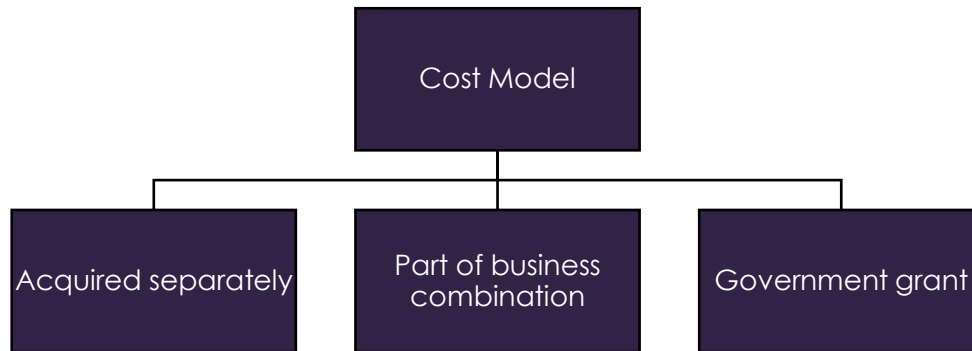 Cost Model
Acquired separately
Part of business
combination
Government grant